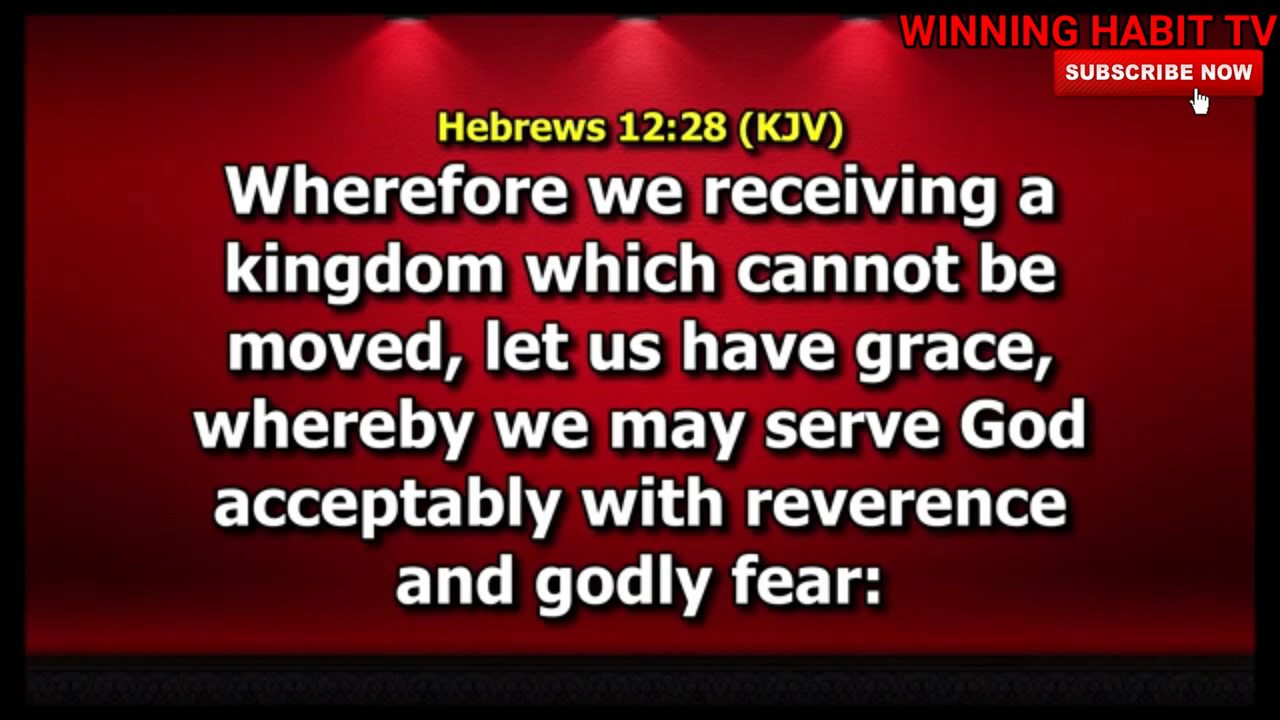 WINNING HABIT TV
SUBSCRIBE NOW
Hebrews 12:28 (KJV)
Wherefore we receiving a
kingdom which cannot be
moved, let us have grace,
whereby we may serve God
acceptably with reverence
and godly fear: